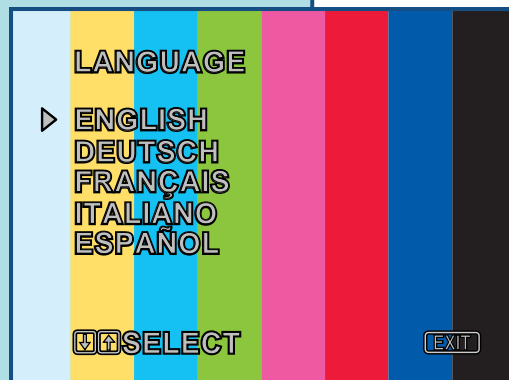 LANGUAGE
ENGLISH
DEUTSCH
FRANÇAIS
ITALIANO
ESPAÑOL
⬇⬆SELECT EXIT